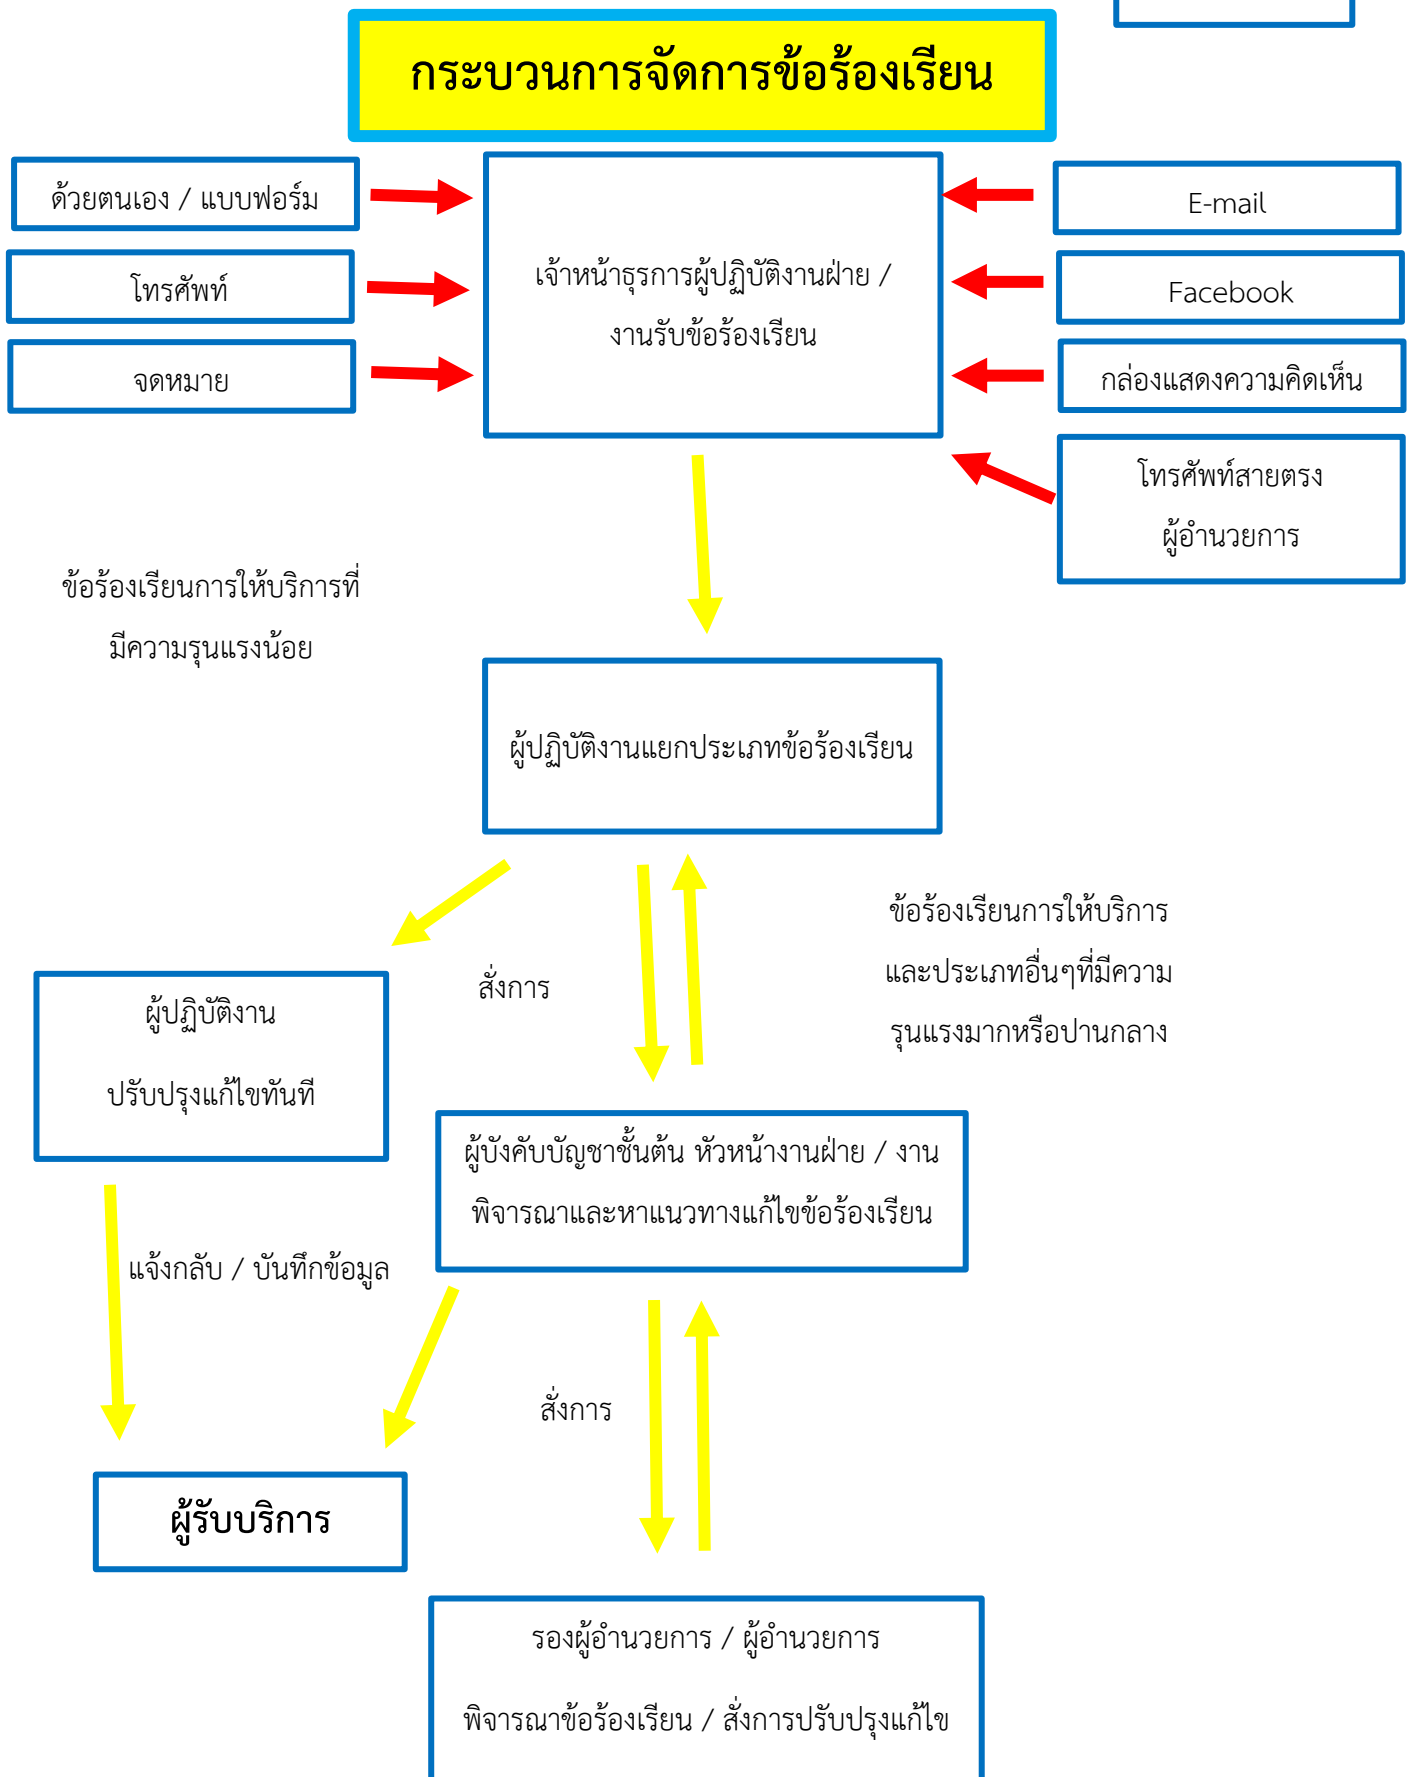 กระบวนการจัดการข้อร้องเรียน
ด้วยตนเอง / แบบฟอร์ม
โทรศัพท์
จดหมาย
เจ้าหน้าธุรการผู้ปฏิบัติงานฝ่าย /
งานรับข้อร้องเรียน
E-mail
Facebook
กล่องแสดงความคิดเห็น
โทรศัพท์สายตรง
ผู้อำนวยการ
ข้อร้องเรียนการให้บริการที่
มีความรุนแรงน้อย
ผู้ปฏิบัติงานแยกประเภทข้อร้องเรียน
ข้อร้องเรียนการให้บริการ
และประเภทอื่นๆที่มีความ
รุนแรงมากหรือปานกลาง
สั่งการ
ผู้ปฏิบัติงาน
ปรับปรุงแก้ไขทันที
ผู้บังคับบัญชาชั้นต้น หัวหน้างานฝ่าย / งาน
พิจารณาและหาแนวทางแก้ไขข้อร้องเรียน
แจ้งกลับ / บันทึกข้อมูล
สั่งการ
ผู้รับบริการ
รองผู้อำนวยการ / ผู้อำนวยการ
พิจารณาข้อร้องเรียน / สั่งการปรับปรุงแก้ไข